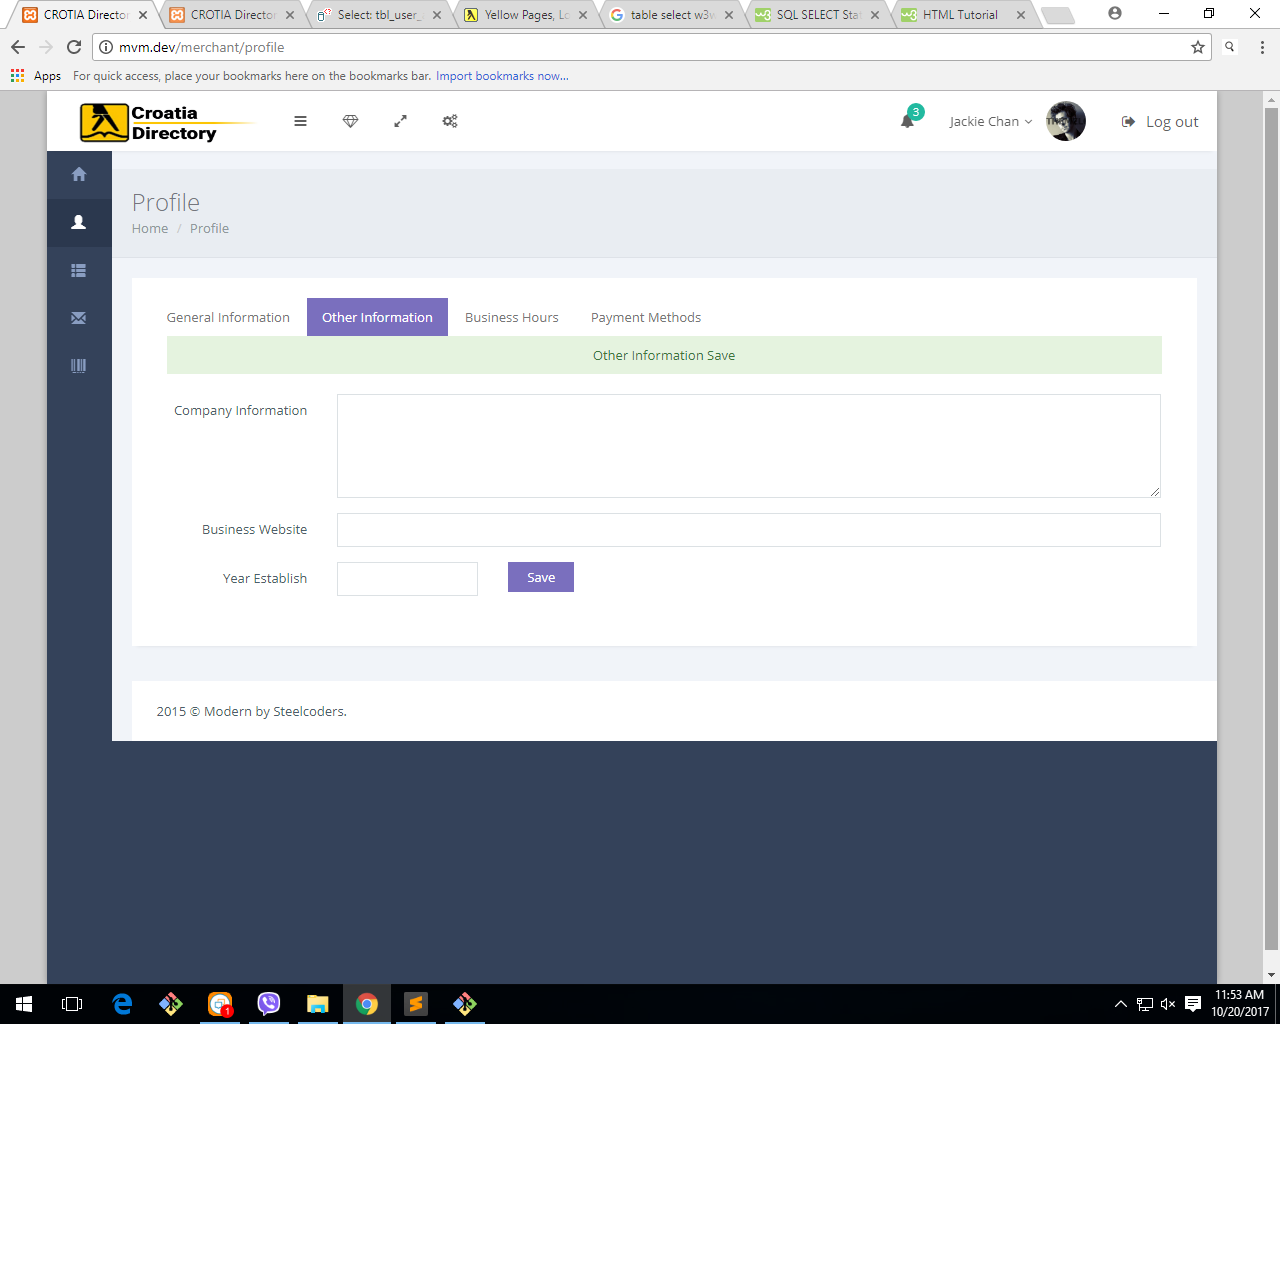 CROTIA Director
CROTIA Director
Select: tbl_user_
Yellow Pages, Lo
table select w3w
SQL SELECT Sta
HTML Tutorial
mvm.dev/merchant/profile
Apps
For quick access, place your bookmarks here on the bookmarks bar. Import bookmarks now...
Croatia
Directory
3
Jackie Chan
Log out
Profile
Home / Profile
General Information
Other Information
Business Hours
Payment Methods
Other Information Save
Company Information
Business Website
Year Establish
Save
2015 © Modern by Steelcoders.
1
11:53 AM
10/20/2017